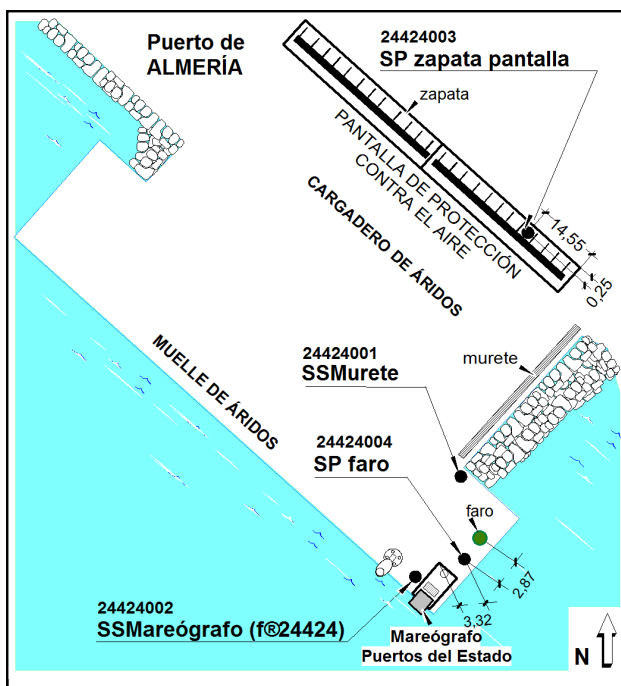 Puerto de
ALMERÍA
24424003
SP zapata pantalla
zapata
PANTALLA DE PROTECCIÓN
CONTRA EL AIRE
CARGADERO DE ÁRIDOS
14,55
0,25
MUELLE DE ÁRIDOS
murete
24424001
SSMurete
24424004
SP faro
faro
2,87
3,32
24424002
SSMareógrafo (f®24424)
Mareógrafo
Puertos del Estado
N